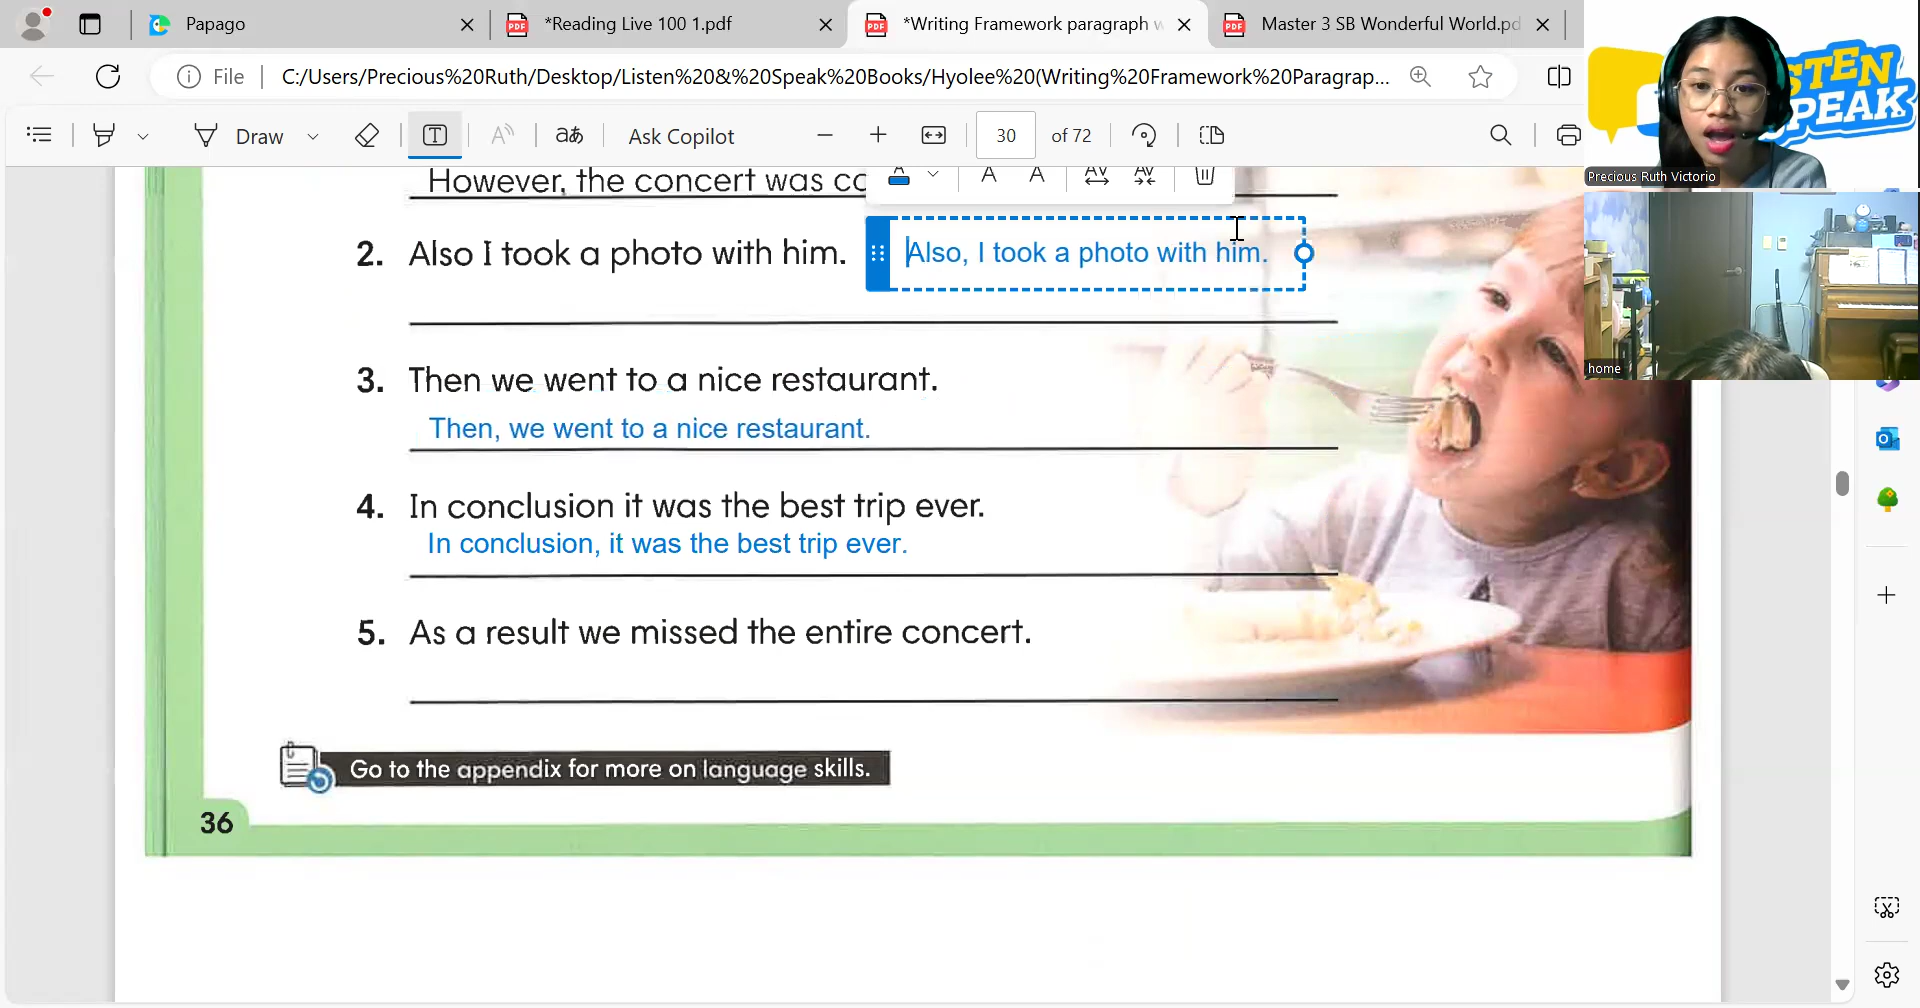 Papago
*Reading Live 100 1.pdf
*Writing Framework paragraph w
Master 3 SB Wonderful World.pd
File
C:/Users/Precious%20Ruth/Desktop/Listen%20&%20Speak%20Books/Hyolee%20(Writing%20Framework%20Paragrap...
Draw
Ask Copilot
30
of 72
STEN
PEAK
Precious Ruth Victorio
home
However, the concert was
2. Also I took a photo with him.
Also, I took a photo with him.
3. Then we went to a nice restaurant.
Then, we went to a nice restaurant.
4. In conclusion it was the best trip ever.
In conclusion, it was the best trip ever.
5. As a result we missed the entire concert.
Go to the appendix for more on language skills.
36